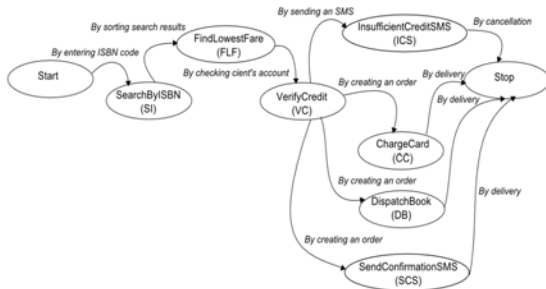 By sending an SMS
InsufficientCreditSMS
(ICS)
By cancellation
By sorting search results
FindLowestFare
(FLF)
By entering ISBN code
By checking cient's account
By creating an order
By delivery
Stop
Start
SearchByISBN
(SI)
VerifyCredit
(VC)
By delivery
ChargeCard
(CC)
By creating an order
DispatchBook
(DB)
By delivery
By creating an order
SendConfirmationSMS
(SCS)